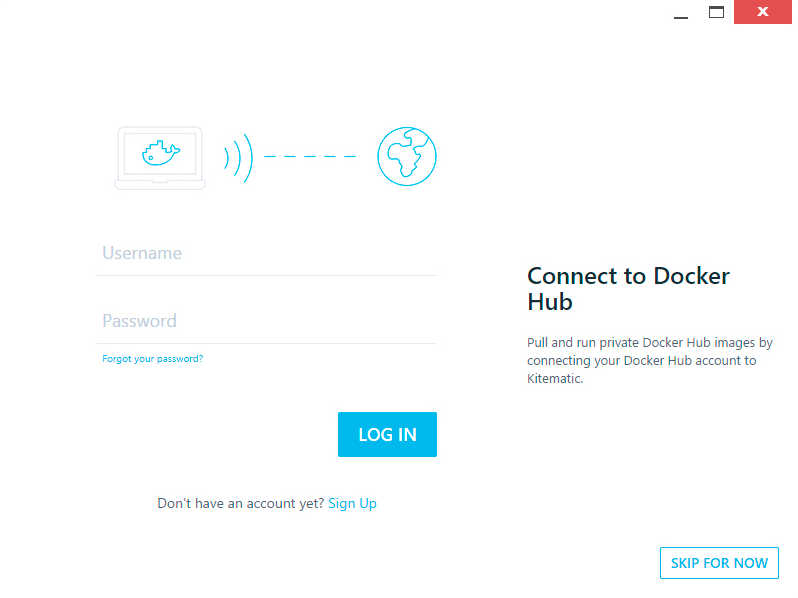 Username
Password
Forgot your password?
LOG IN
Don't have an account yet? Sign Up
Connect to Docker
Hub
Pull and run private Docker Hub images by
connecting your Docker Hub account to
Kitematic.
SKIP FOR NOW